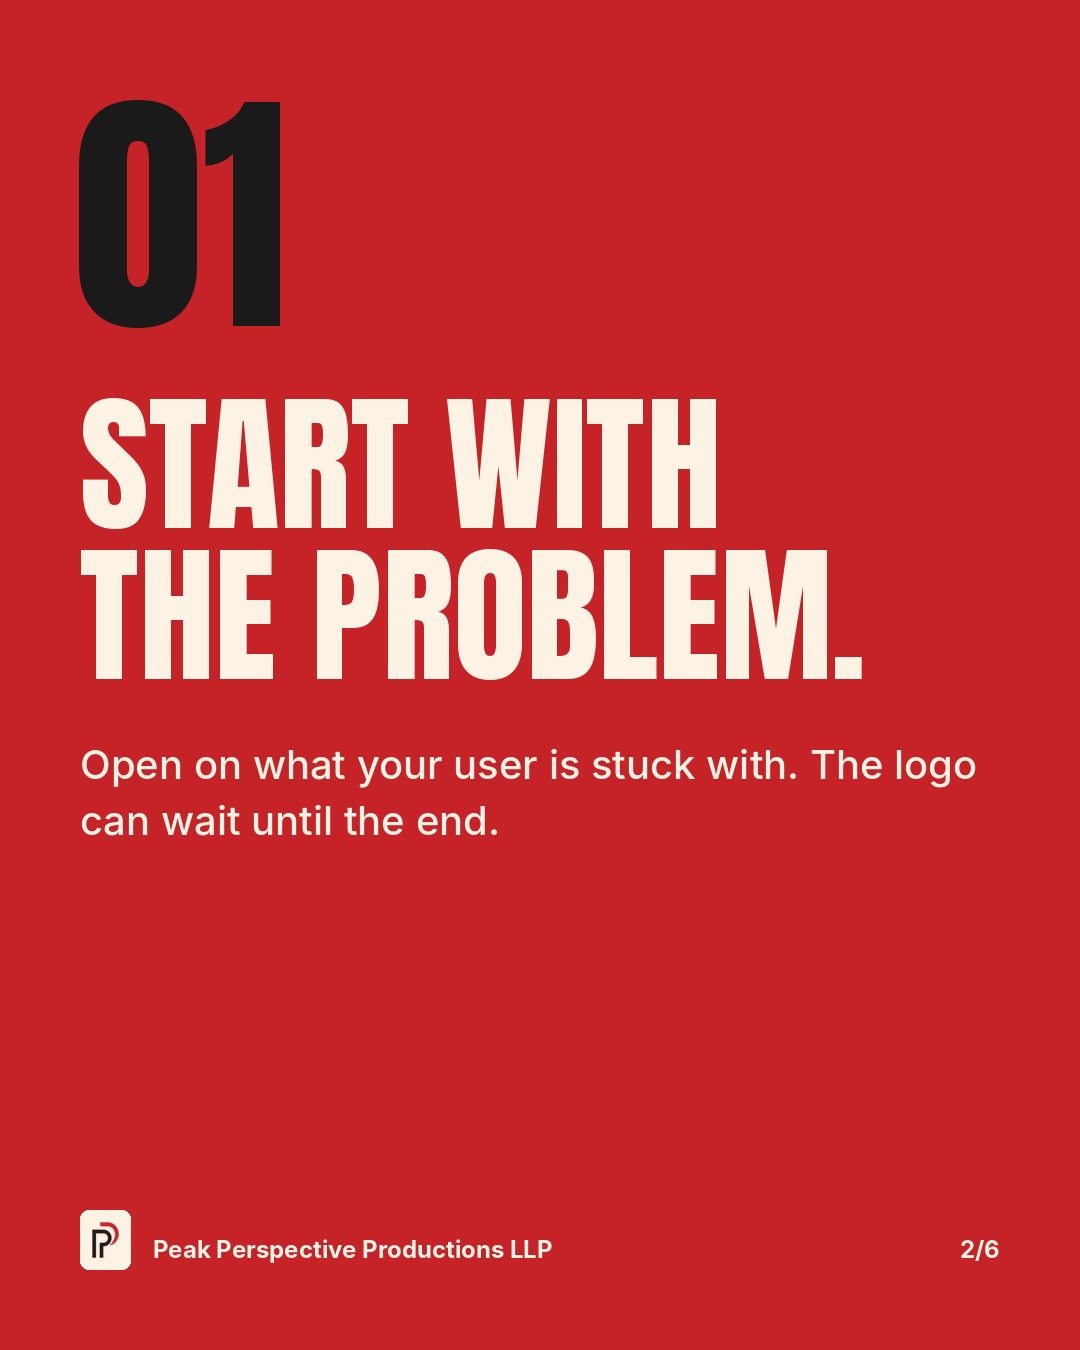 01
START WITH
THE PROBLEM.
Open on what your user is stuck with. The logo
can wait until the end.
Peak Perspective Productions LLP
2/6